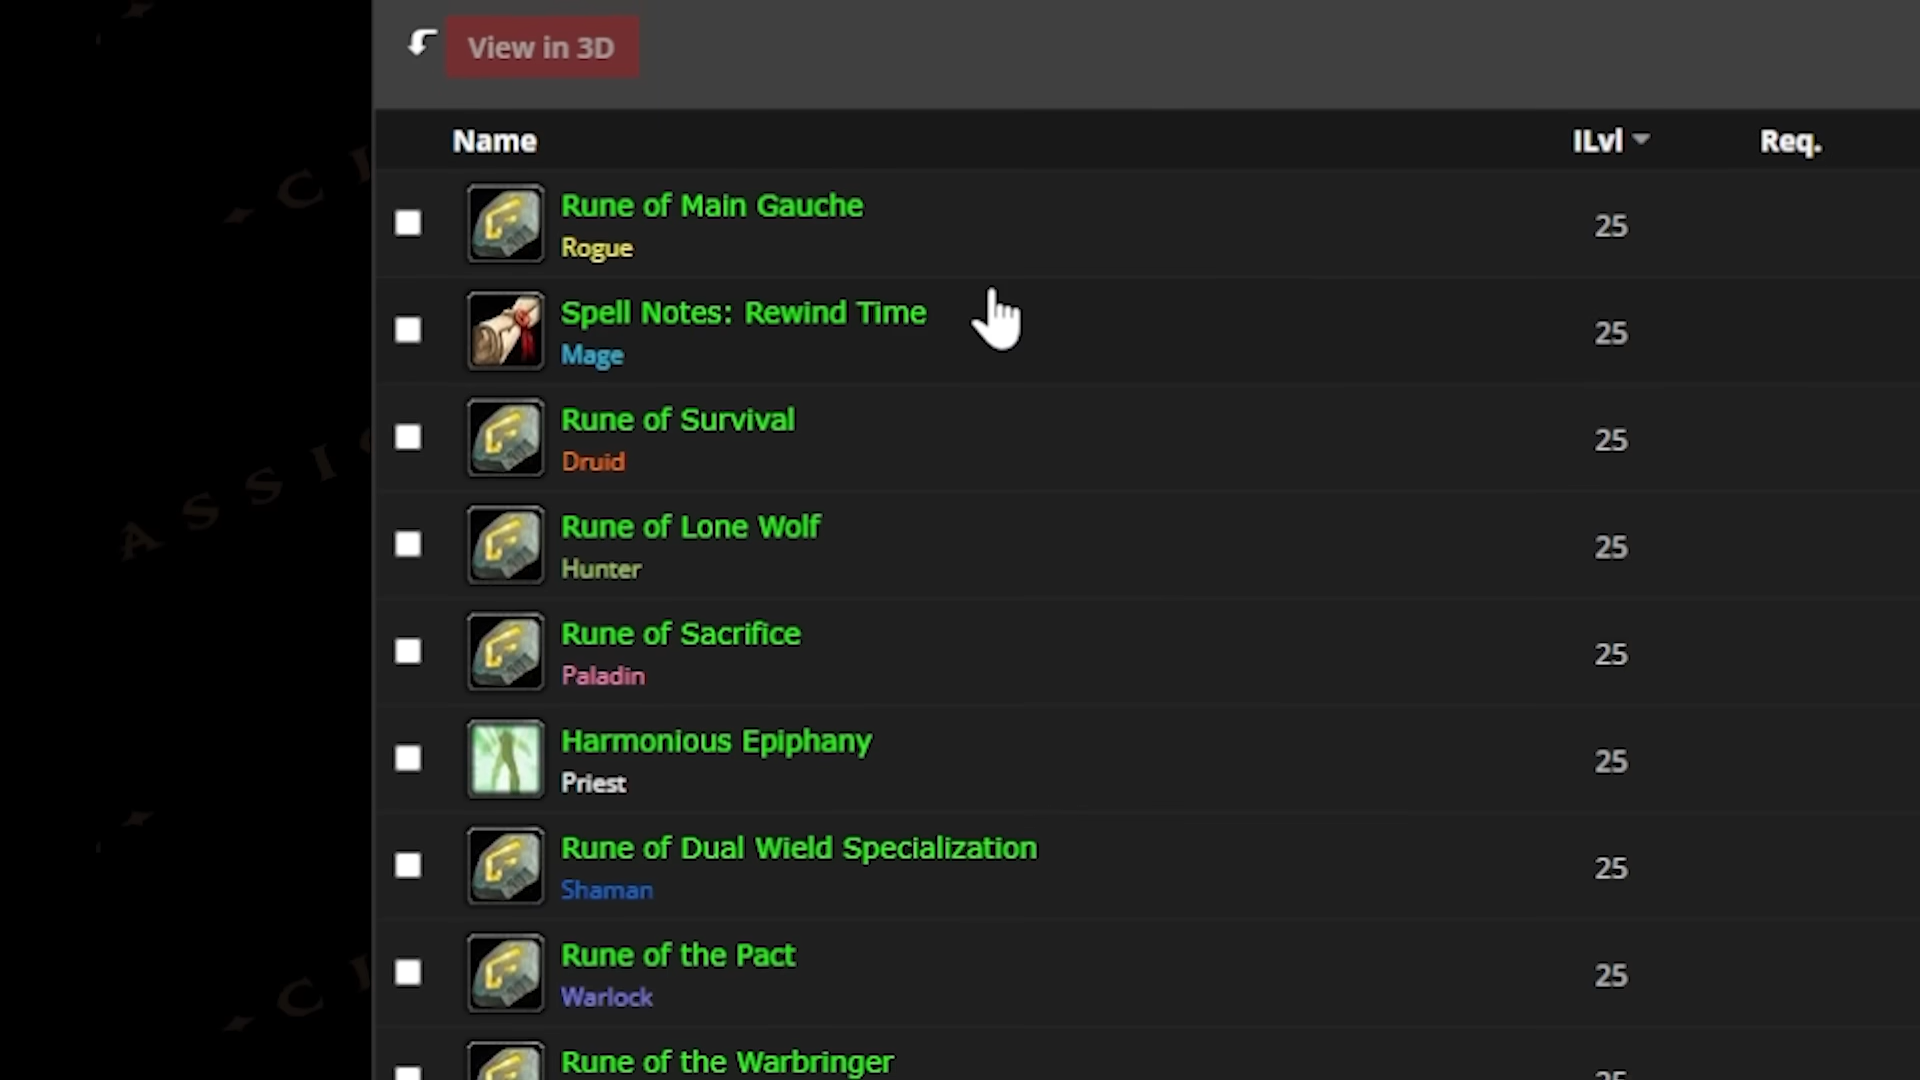 View in 3D
Name ILvl Req.
Rune of Main Gauche 25
Rogue
Spell Notes: Rewind Time 25
Mage
Rune of Survival 25
Druid
Rune of Lone Wolf 25
Hunter
Rune of Sacrifice 25
Paladin
Harmonious Epiphany 25
Priest
Rune of Dual Wield Specialization 25
Shaman
Rune of the Pact 25
Warlock
Rune of the Warbringer 25